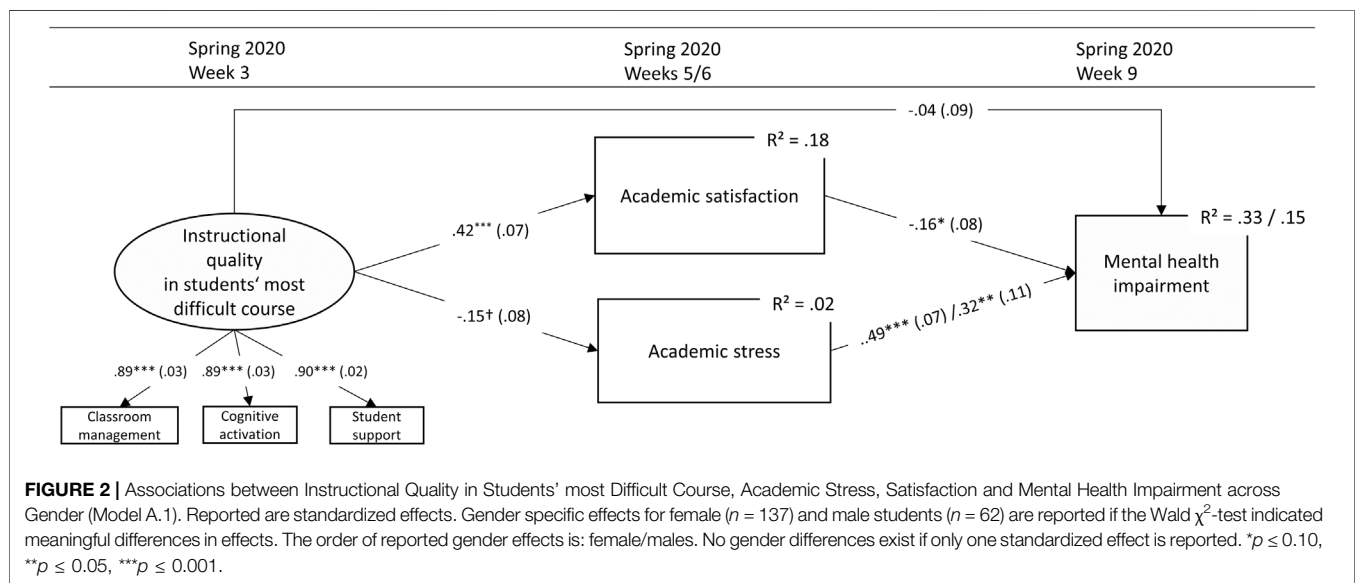 Spring 2020
Week 3
Spring 2020
Weeks 5/6
Spring 2020
Week 9
-.04 (.09)
R² = .18
Academic satisfaction
.42*** (.07)
-.16* (.08)
R² = .33 / .15
Instructional
quality
in students‘ most
difficult course
Mental health
impairment
R² = .02
-.15† (.08)
Academic stress
.49*** (.07) /.32** (.11)
.89*** (.03) .89*** (.03) .90*** (.02)
Classroom
management
Cognitive
activation
Student
support
FIGURE 2 | Associations between Instructional Quality in Students’ most Difficult Course, Academic Stress, Satisfaction and Mental Health Impairment across
Gender (Model A.1). Reported are standardized effects. Gender specific effects for female (n = 137) and male students (n = 62) are reported if the Wald χ²-test indicated
meaningful differences in effects. The order of reported gender effects is: female/males. No gender differences exist if only one standardized effect is reported. *p ≤ 0.10,
**p ≤ 0.05, ***p ≤ 0.001.